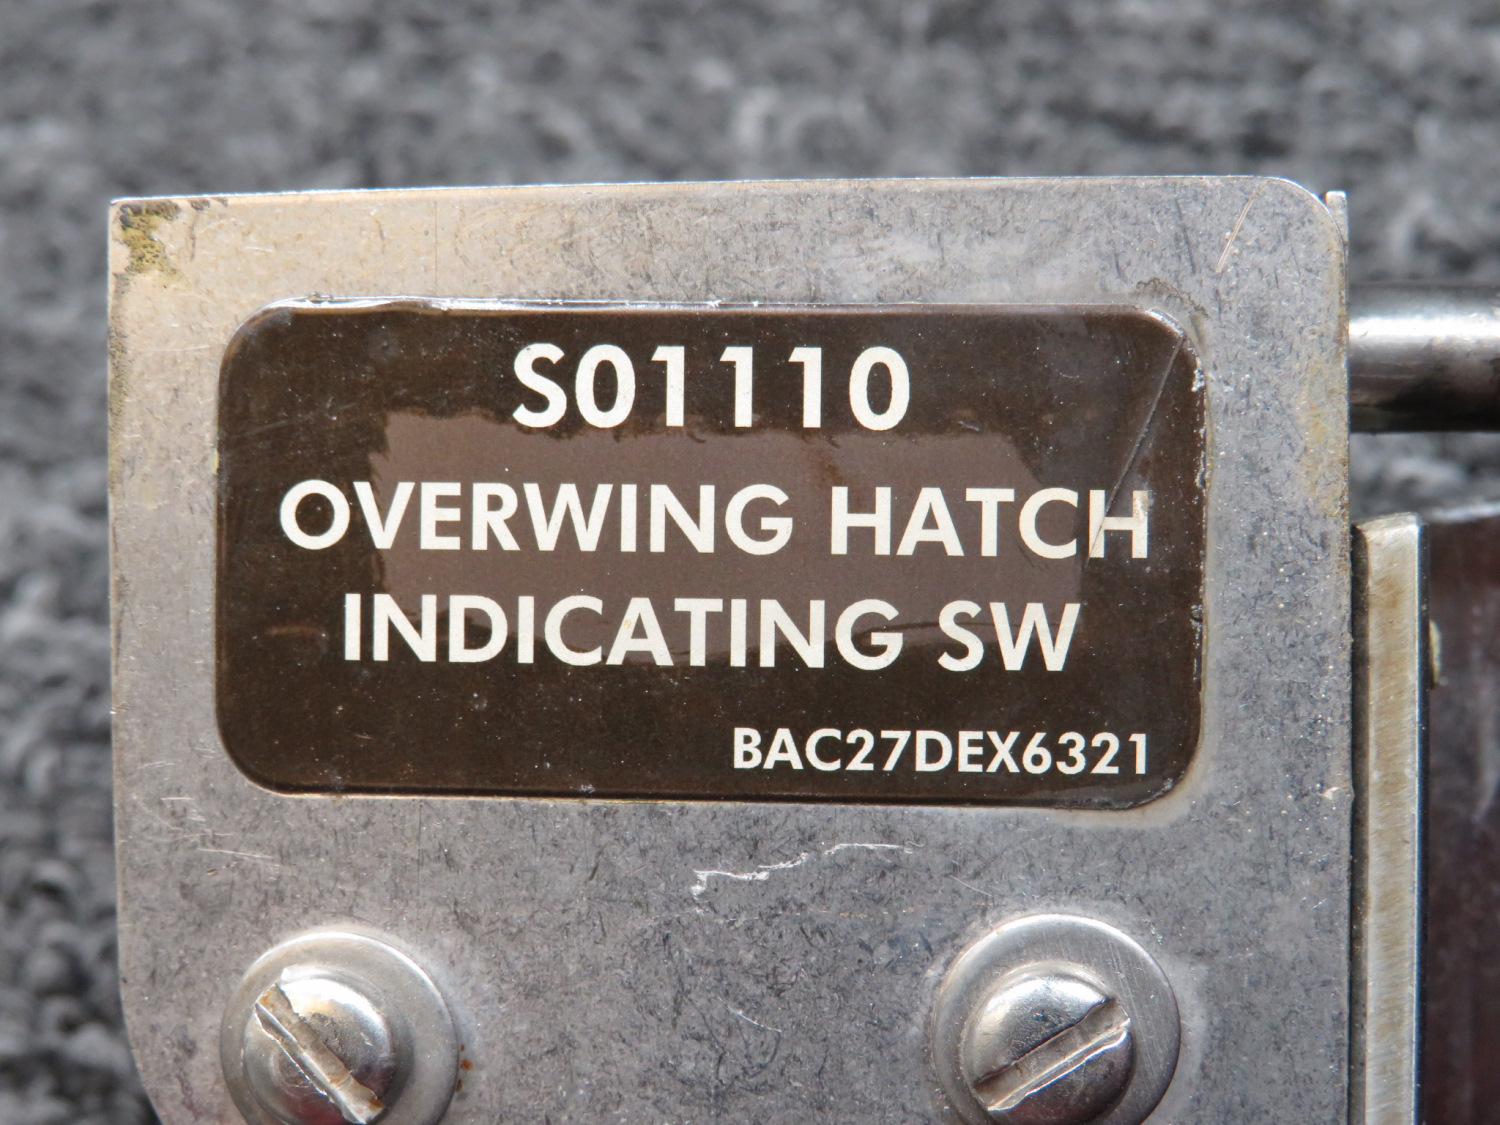 S01110
OVERWING HATCH
INDICATING SW
BAC27DEX6321